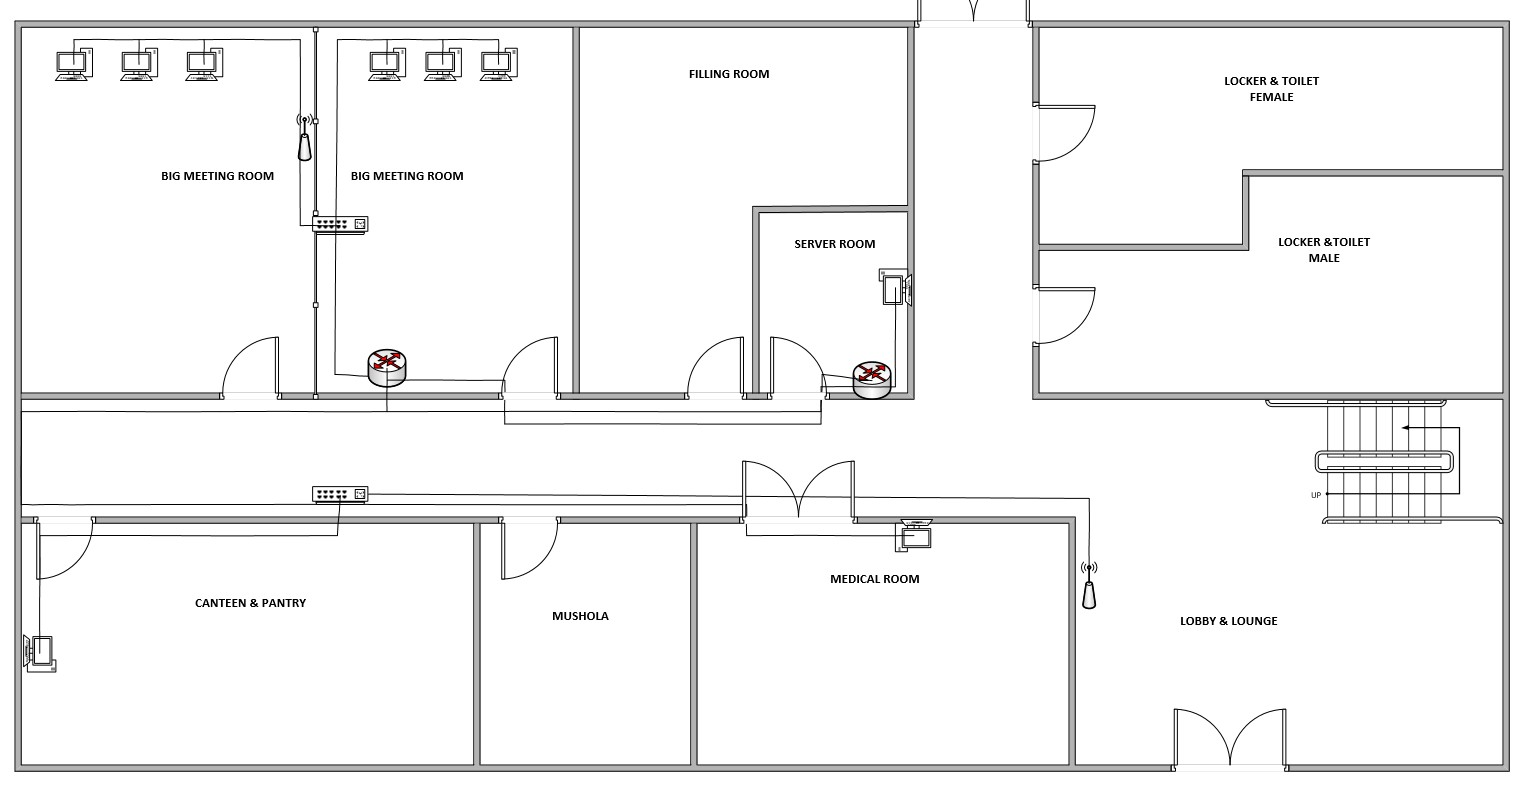 FILLING ROOM
LOCKER & TOILET
FEMALE
BIG MEETING ROOM
BIG MEETING ROOM
SERVER ROOM
LOCKER &TOILET
MALE
UP
MEDICAL ROOM
CANTEEN & PANTRY
MUSHOLA
LOBBY & LOUNGE